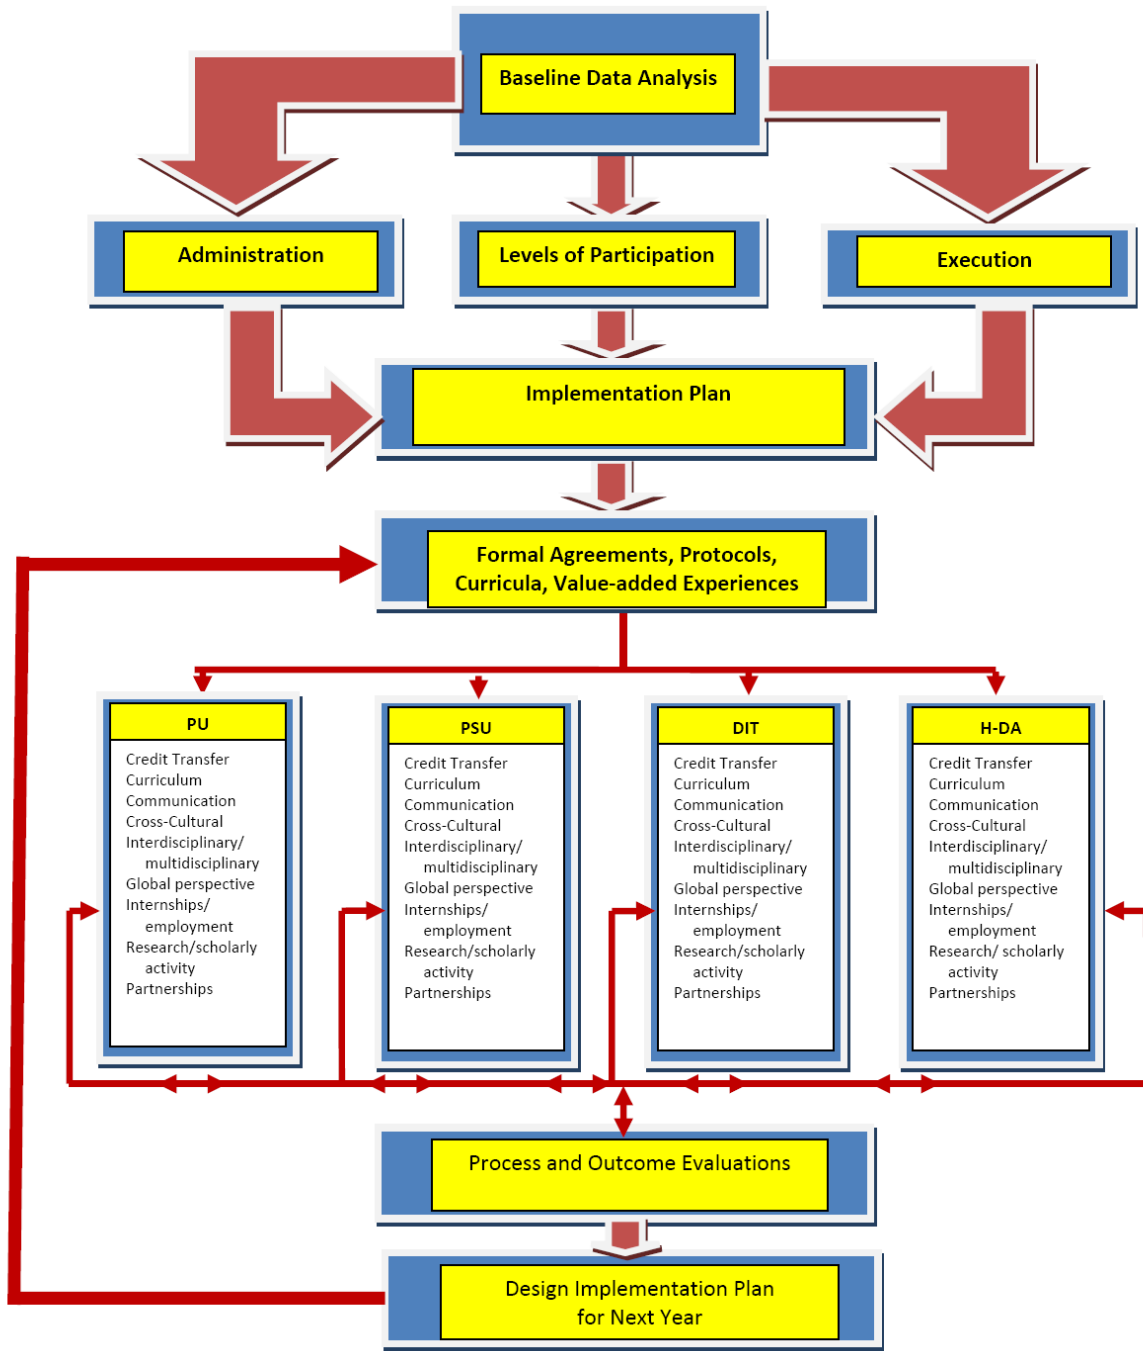 Baseline Data Analysis
Administration
Levels of Participation
Execution
Implementation Plan
Formal Agreements, Protocols,
Curricula, Value-added Experiences
PU
Credit Transfer
Curriculum
Communication
Cross-Cultural
Interdisciplinary/
multidisciplinary
Global perspective
Internships/
employment
Research/scholarly
activity
Partnerships
PSU
Credit Transfer
Curriculum
Communication
Cross-Cultural
Interdisciplinary/
multidisciplinary
Global perspective
Internships/
employment
Research/scholarly
activity
Partnerships
DIT
Credit Transfer
Curriculum
Communication
Cross-Cultural
Interdisciplinary/
multidisciplinary
Global perspective
Internships/
employment
Research/scholarly
activity
Partnerships
H-DA
Credit Transfer
Curriculum
Communication
Cross-Cultural
Interdisciplinary/
multidisciplinary
Global perspective
Internships/
employment
Research/ scholarly
activity
Partnerships
Process and Outcome Evaluations
Design Implementation Plan
for Next Year